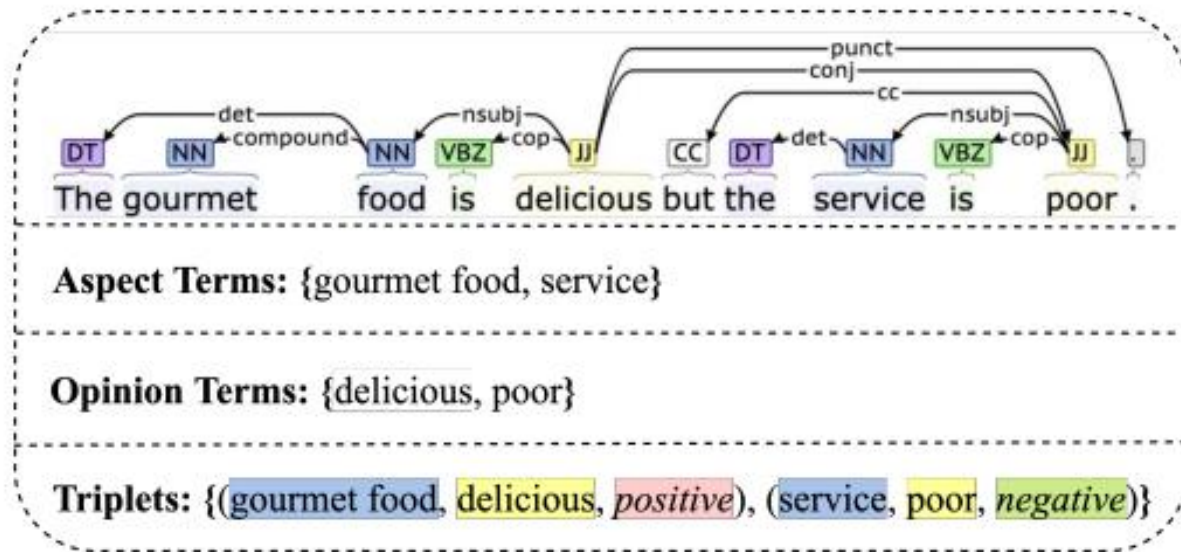 punct
conj
cc
det nsubj nsubj
compound cop det cop
DT NN NN VBZ JJ CC DT NN VBZ JJ .
The gourmet food is delicious but the service is poor .
Aspect Terms: {gourmet food, service}
Opinion Terms: {delicious, poor}
Triplets: {(gourmet food, delicious, positive), (service, poor, negative)}